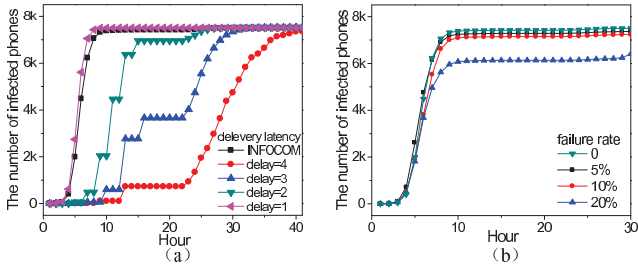 The number of infected phones
8k
6k
4k
2k
0
0
10
20
30
40
Hour
delevery latency
INFOCOM
delay=4
delay=3
delay=2
delay=1
(a)
The number of infected phones
8k
6k
4k
2k
0
0
10
20
30
Hour
failure rate
0
5%
10%
20%
(b)